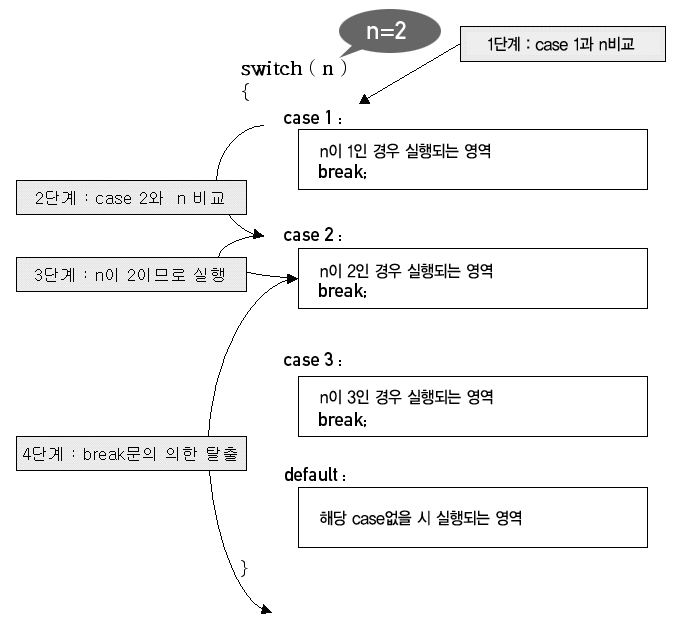 n=2
1단계 : case 1과 n비교
switch ( n )
{
case 1 :
n이 1인 경우 실행되는 영역
break;
2단계 : case 2와 n 비교
case 2 :
3단계 : n이 2이므로 실행
n이 2인 경우 실행되는 영역
break;
case 3 :
n이 3인 경우 실행되는 영역
break;
4단계 : break문의 의한 탈출
default :
해당 case없을 시 실행되는 영역
}